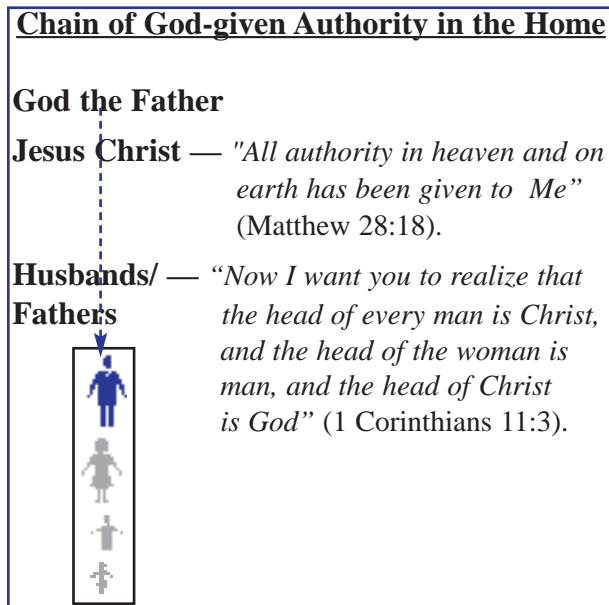 Chain of God-given Authority in the Home
God the Father
Jesus Christ — "All authority in heaven and on
earth has been given to Me”
(Matthew 28:18).
Husbands/ — “Now I want you to realize that
Fathers the head of every man is Christ,
and the head of the woman is
man, and the head of Christ
is God” (1 Corinthians 11:3).